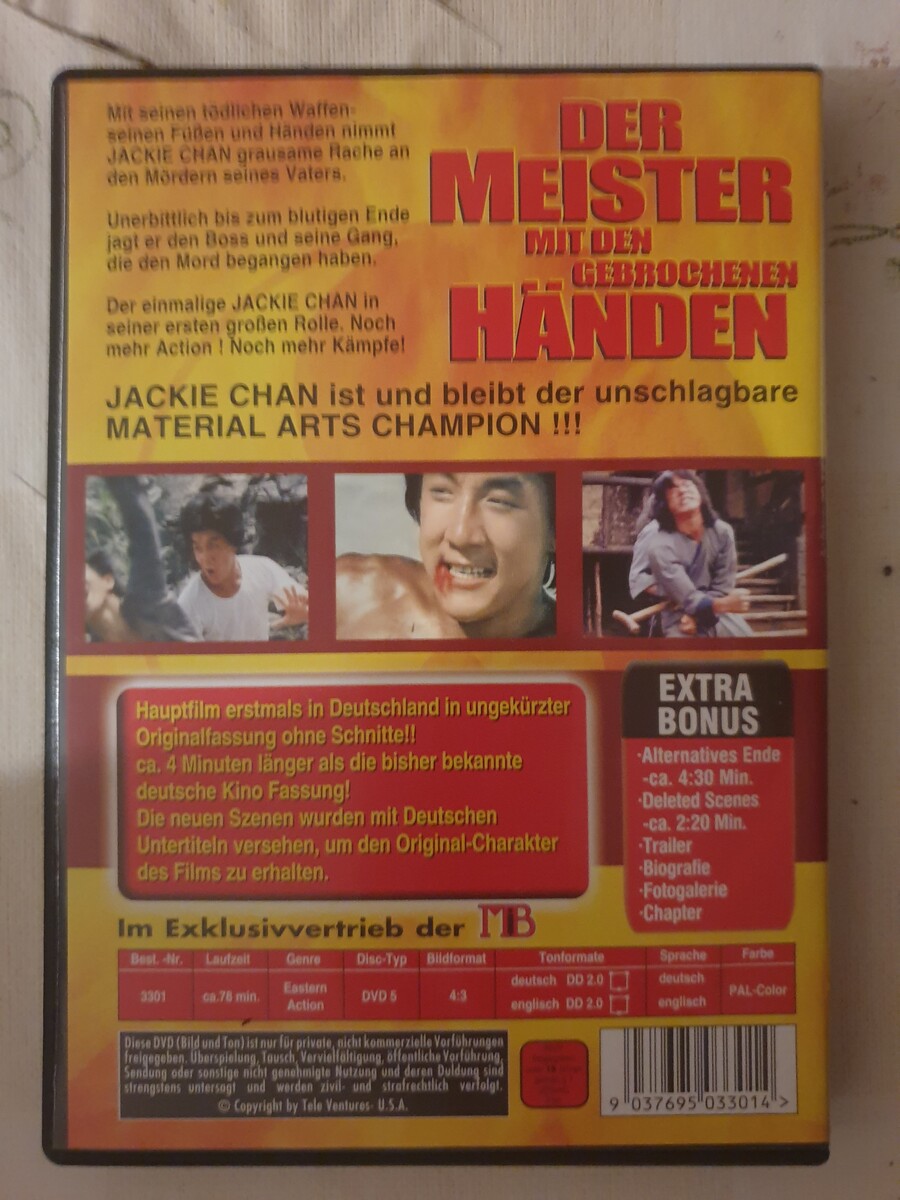 Mit seinen tödlichen Waffen-
seinen Füßen und Händen nimmt
JACKIE CHAN grausame Rache an
den Mördern seines Vaters.
Unerbittlich bis zum blutigen Ende
jagt er den Boss und seine Gang,
die den Mord begangen haben.
Der einmalige JACKIE CHAN in
seiner ersten großen Rolle. Noch
mehr Action ! Noch mehr Kämpfe!
DER
MEISTER
MIT DEN
GEBROCHENEN
HÄNDEN
JACKIE CHAN ist und bleibt der unschlagbare
MATERIAL ARTS CHAMPION !!!
Hauptfilm erstmals in Deutschland in ungekürzter
Originalfassung ohne Schnitte!!
ca. 4 Minuten länger als die bisher bekannte
deutsche Kino Fassung!
Die neuen Szenen wurden mit Deutschen
Untertiteln versehen, um den Original-Charakter
des Films zu erhalten.
EXTRA
BONUS
·Alternatives Ende
-ca. 4:30 Min.
·Deleted Scenes
-ca. 2:20 Min.
·Trailer
·Biografie
·Fotogalerie
·Chapter
Im Exklusivvertrieb der MiB
Best. -Nr. Laufzeit Genre Disc-Typ Bildformat Tonformate Sprache Farbe
3301 ca.78 min. Eastern Action DVD 5 4:3 deutsch DD 2.0 deutsch PAL-Color
englisch DD 2.0 englisch
Diese DVD (Bild und Ton) ist nur für private, nicht kommerzielle Vorführungen
freigegeben. Überspielung, Tausch, Vervielfältigung, öffentliche Vorführung,
Sendung oder sonstige nicht genehmigte Nutzung und deren Duldung sind
strengstens untersagt und werden zivil- und strafrechtlich verfolgt.
© Copyright by Tele Ventures- U.S.A.
9 037695 033014 >